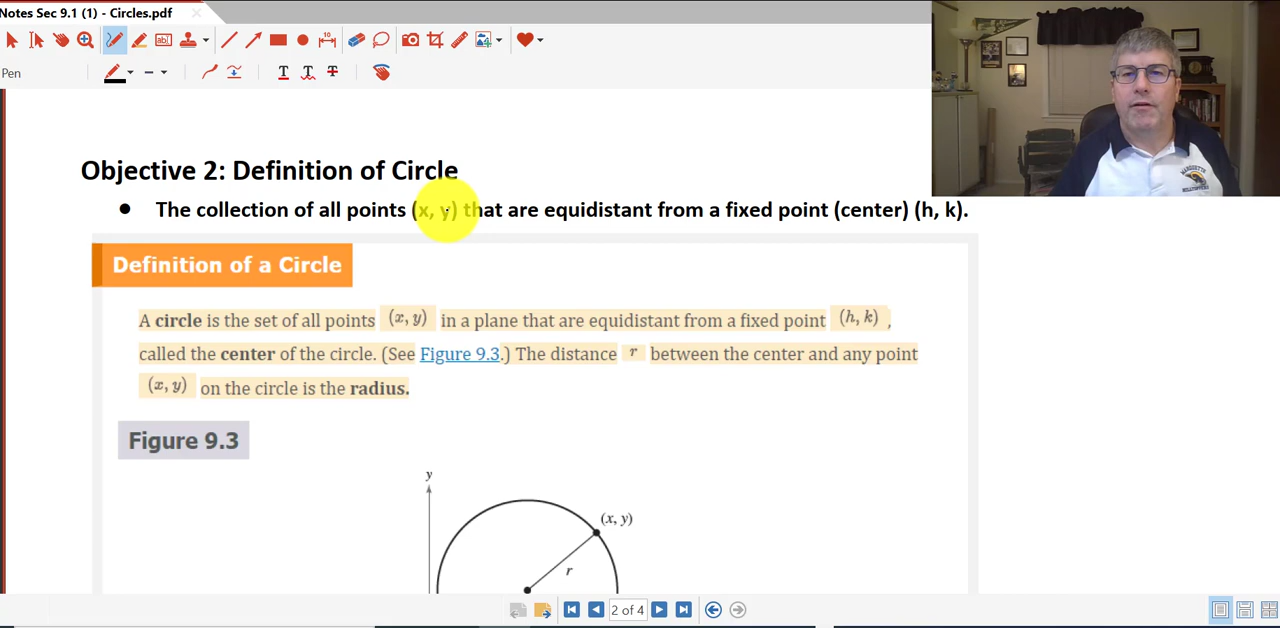 Notes Sec 9.1 (1) - Circles.pdf
10
Pen
T T T
Objective 2: Definition of Circle
• The collection of all points (x, y) that are equidistant from a fixed point (center) (h, k).
Definition of a Circle
A circle is the set of all points (x, y) in a plane that are equidistant from a fixed point (h, k) ,
called the center of the circle. (See Figure 9.3.) The distance r between the center and any point
(x, y) on the circle is the radius.
Figure 9.3
y
(x, y)
r
2 of 4